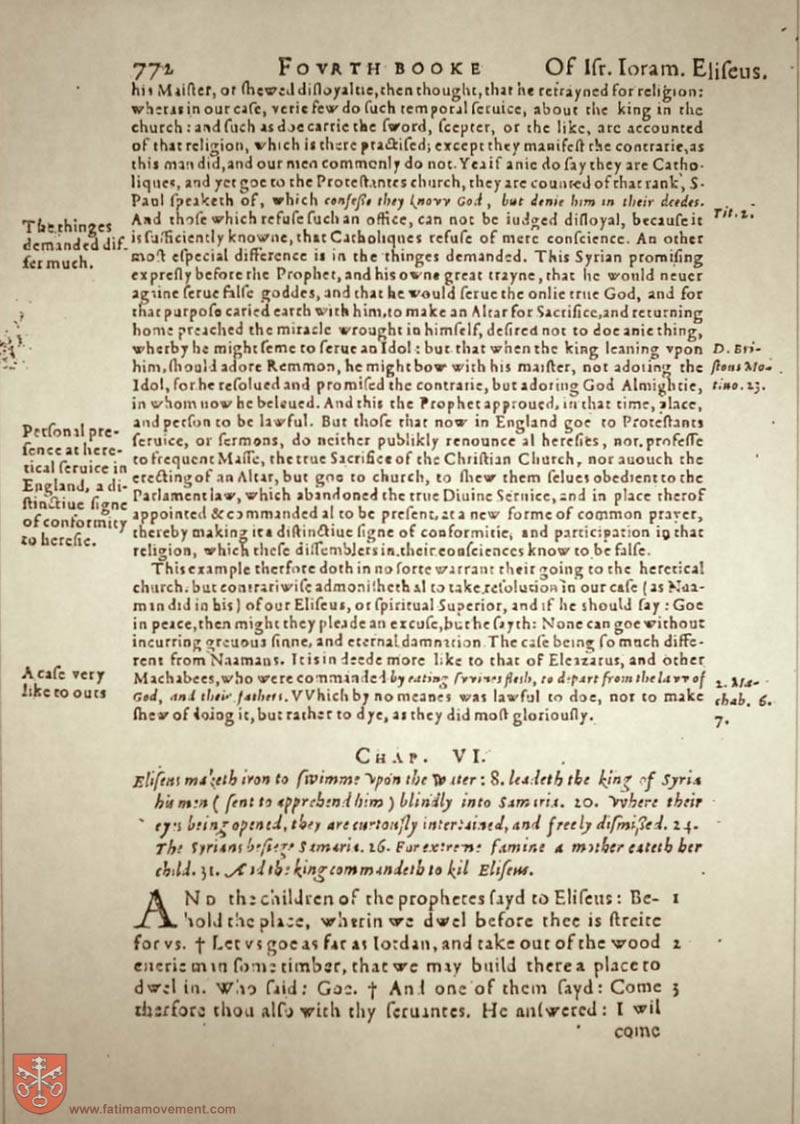 772 FOVRTH BOOKE Of Iſr. Ioram. Eliſeus.
his Maiſter, or ſhewed diſloyaltie, then thought, that he refrayned for religion:
wheras in our caſe, verie few do ſuch temporal ſeruice, about the king in the
church: and ſuch as doe carrie the ſword, ſcepter, or the like, are accounted
of that religion, which is there practiſed; except they manifeſt the contrarie, as
this man did, and our men commonly do not. Yea if anie do ſay they are Catho-
liques, and yet goe to the Proteſtantes church, they are counted of that rank, S.
Paul ſpeaketh of, which confeſſe they knovv God, but denie him in their deedes.
And thoſe which refuſe ſuch an office, can not be iudged diſloyal, becauſe it
is ſufficiently knowne, that Catholiques refuſe of mere conſcience. An other
moſt eſpecial difference is in the thinges demanded. This Syrian promiſing
expreſly before the Prophet, and his owne great trayne, that he would neuer
againe ſerue falſe goddes, and that he would ſerue the onlie true God, and for
that purpoſe caried earth with him, to make an Altar for Sacrifice, and returning
home preached the miracle wrought in himſelf, deſired not to doe anie thing,
wherby he might ſeme to ſerue an Idol: but that when the king leaning vpon
him, ſhould adore Remmon, he might bow with his maiſter, not adoring the
Idol, for he reſolued and promiſed the contrarie, but adoring God Almightie,
in whom now he beleued. And this the Prophet approued, in that time, place,
and perſon to be lawful. But thoſe that now in England goe to Proteſtants
ſeruice, or ſermons, do neither publikly renounce al hereſies, nor, profeſſe
to frequent Maſſe, the true Sacrifice of the Chriſtian Church, nor auouch the
erecting of an Altar, but goe to church, to ſhew them ſelues obedient to the
Parlament law, which abandoned the true Diuine Seruice, and in place therof
appointed & commanded al to be preſent, at a new forme of common prayer,
thereby making it a diſtinctiue ſigne of conformitie, and participation in that
religion, which theſe diſſemblers in their conſciences know to be falſe.
This example therfore doth in no ſorte warrant their going to the heretical
church. but contrariwiſe admoniſheth al to take reſolution in our caſe (as Naa-
man did in his) of our Eliſeus, or ſpiritual Superior, and if he ſhould ſay: Goe
in peace, then might they pleade an excuſe, but he ſayth: None can goe without
incurring greuous ſinne, and eternal damnation. The caſe being ſo much diffe-
rent from Naamans. It is in deede more like to that of Eleazarus, and other
Machabees, who were commanded by eating ſvvines fleſh, to depart from the lavv of
God, and their fathers. VVhich by no meanes was lawful to doe, nor to make
ſhew of doing it, but rather to dye, as they did moſt gloriouſly.
The thinges
demanded dif-
fer much.
Perſonal pre-
ſence at here-
tical ſeruice in
England, a di-
ſtinctiue ſigne
of conformity
to hereſie.
A caſe very
like to ours
Tit. 1.
D. Bri-
ſtous Mo-
tiuo. 23.
2. Ma-
chab. 6.
7.
CHAP. VI.
Eliſeus maketh iron to ſwimme vpon the water: 8. leadeth the king of Syria
his men (ſent to apprehend him) blindly into Samaria. 20. Where their
eyes being opened, they are curtouſly intertained, and freely diſmiſſed. 24.
The Syrians beſiege Samaria. 26. For extreme famine a mother eateth her
child. 31. And the king commandeth to kil Eliſeus.
AND the children of the prophetes ſayd to Eliſeus: Be- 1
hold the place, wherin we dwel before thee is ſtreite
for vs. † Let vs goe as far as Iordan, and take out of the wood 2
euerie man ſome timber, that we may build there a place to
dwel in. Who ſaid: Goe. † And one of them ſayd: Come 3
therfore thou alſo with thy ſeruantes. He anſwered: I wil
come
www.fatimamovement.com